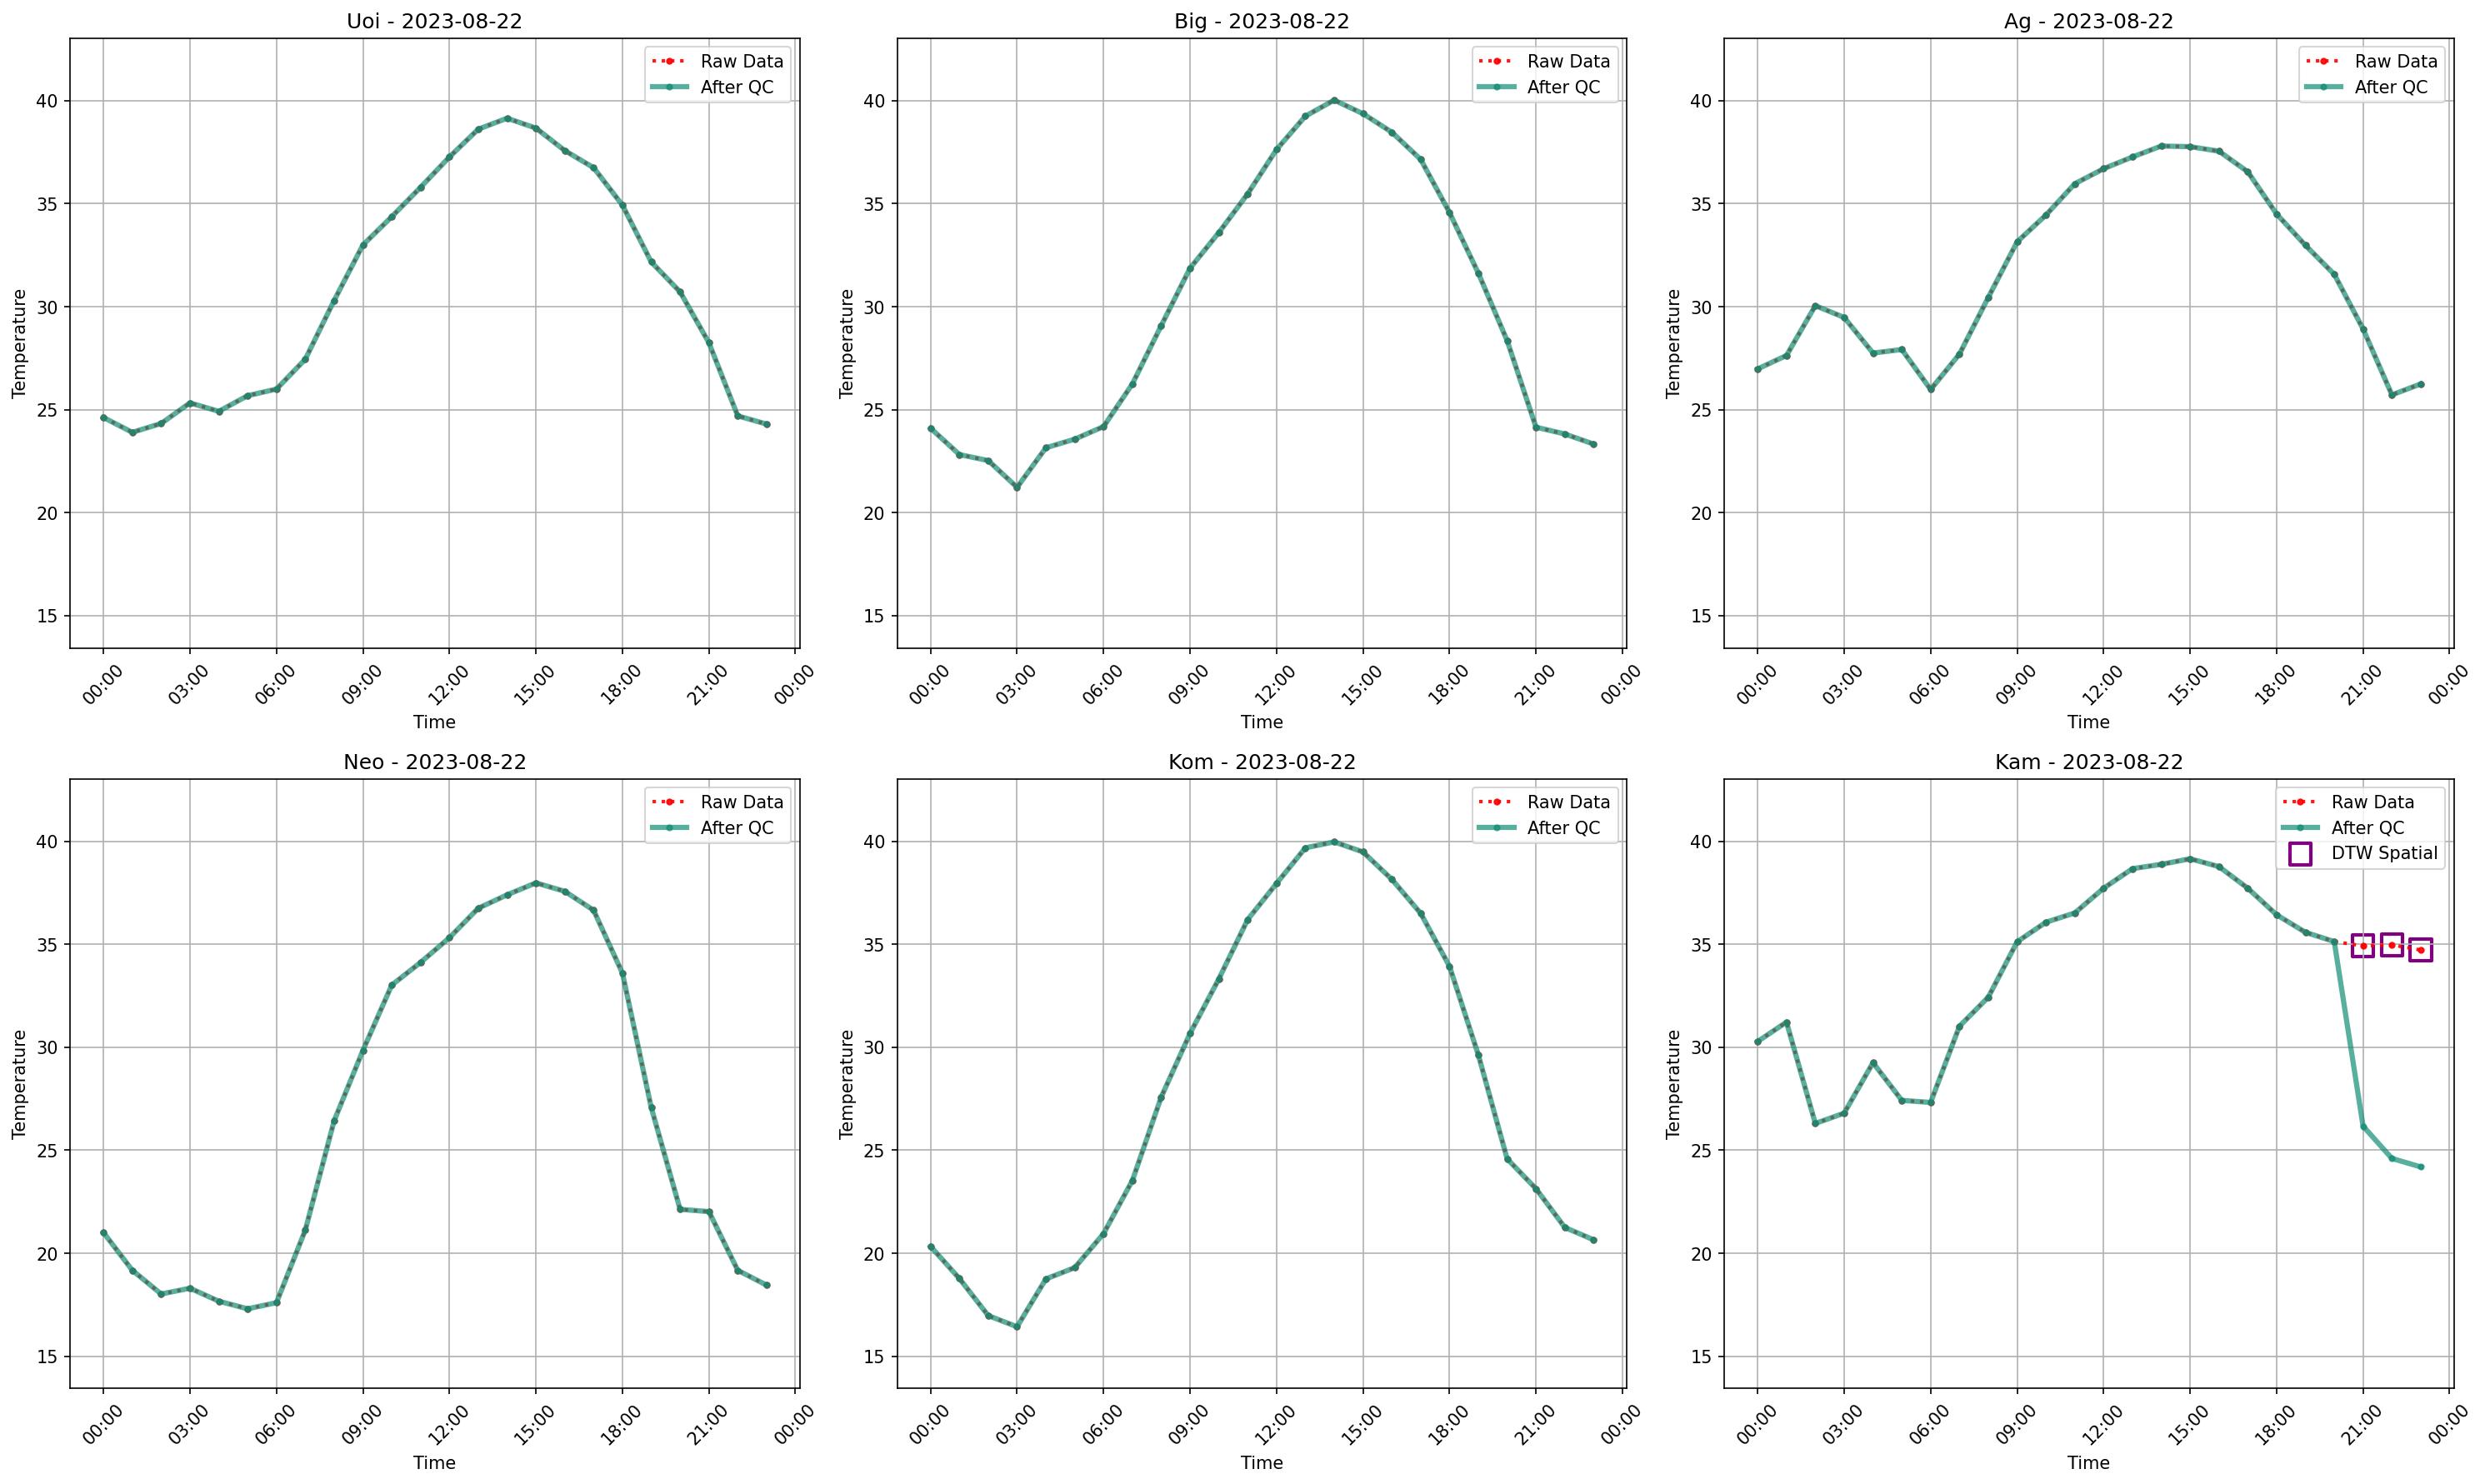 Uoi - 2023-08-22
Raw Data
After QC
40
35
30
25
20
15
Temperature
00:00
03:00
06:00
09:00
12:00
15:00
18:00
21:00
00:00
Time
Big - 2023-08-22
Raw Data
After QC
40
35
30
25
20
15
Temperature
00:00
03:00
06:00
09:00
12:00
15:00
18:00
21:00
00:00
Time
Ag - 2023-08-22
Raw Data
After QC
40
35
30
25
20
15
Temperature
00:00
03:00
06:00
09:00
12:00
15:00
18:00
21:00
00:00
Time
Neo - 2023-08-22
Raw Data
After QC
40
35
30
25
20
15
Temperature
00:00
03:00
06:00
09:00
12:00
15:00
18:00
21:00
00:00
Time
Kom - 2023-08-22
Raw Data
After QC
40
35
30
25
20
15
Temperature
00:00
03:00
06:00
09:00
12:00
15:00
18:00
21:00
00:00
Time
Kam - 2023-08-22
Raw Data
After QC
DTW Spatial
40
35
30
25
20
15
Temperature
00:00
03:00
06:00
09:00
12:00
15:00
18:00
21:00
00:00
Time